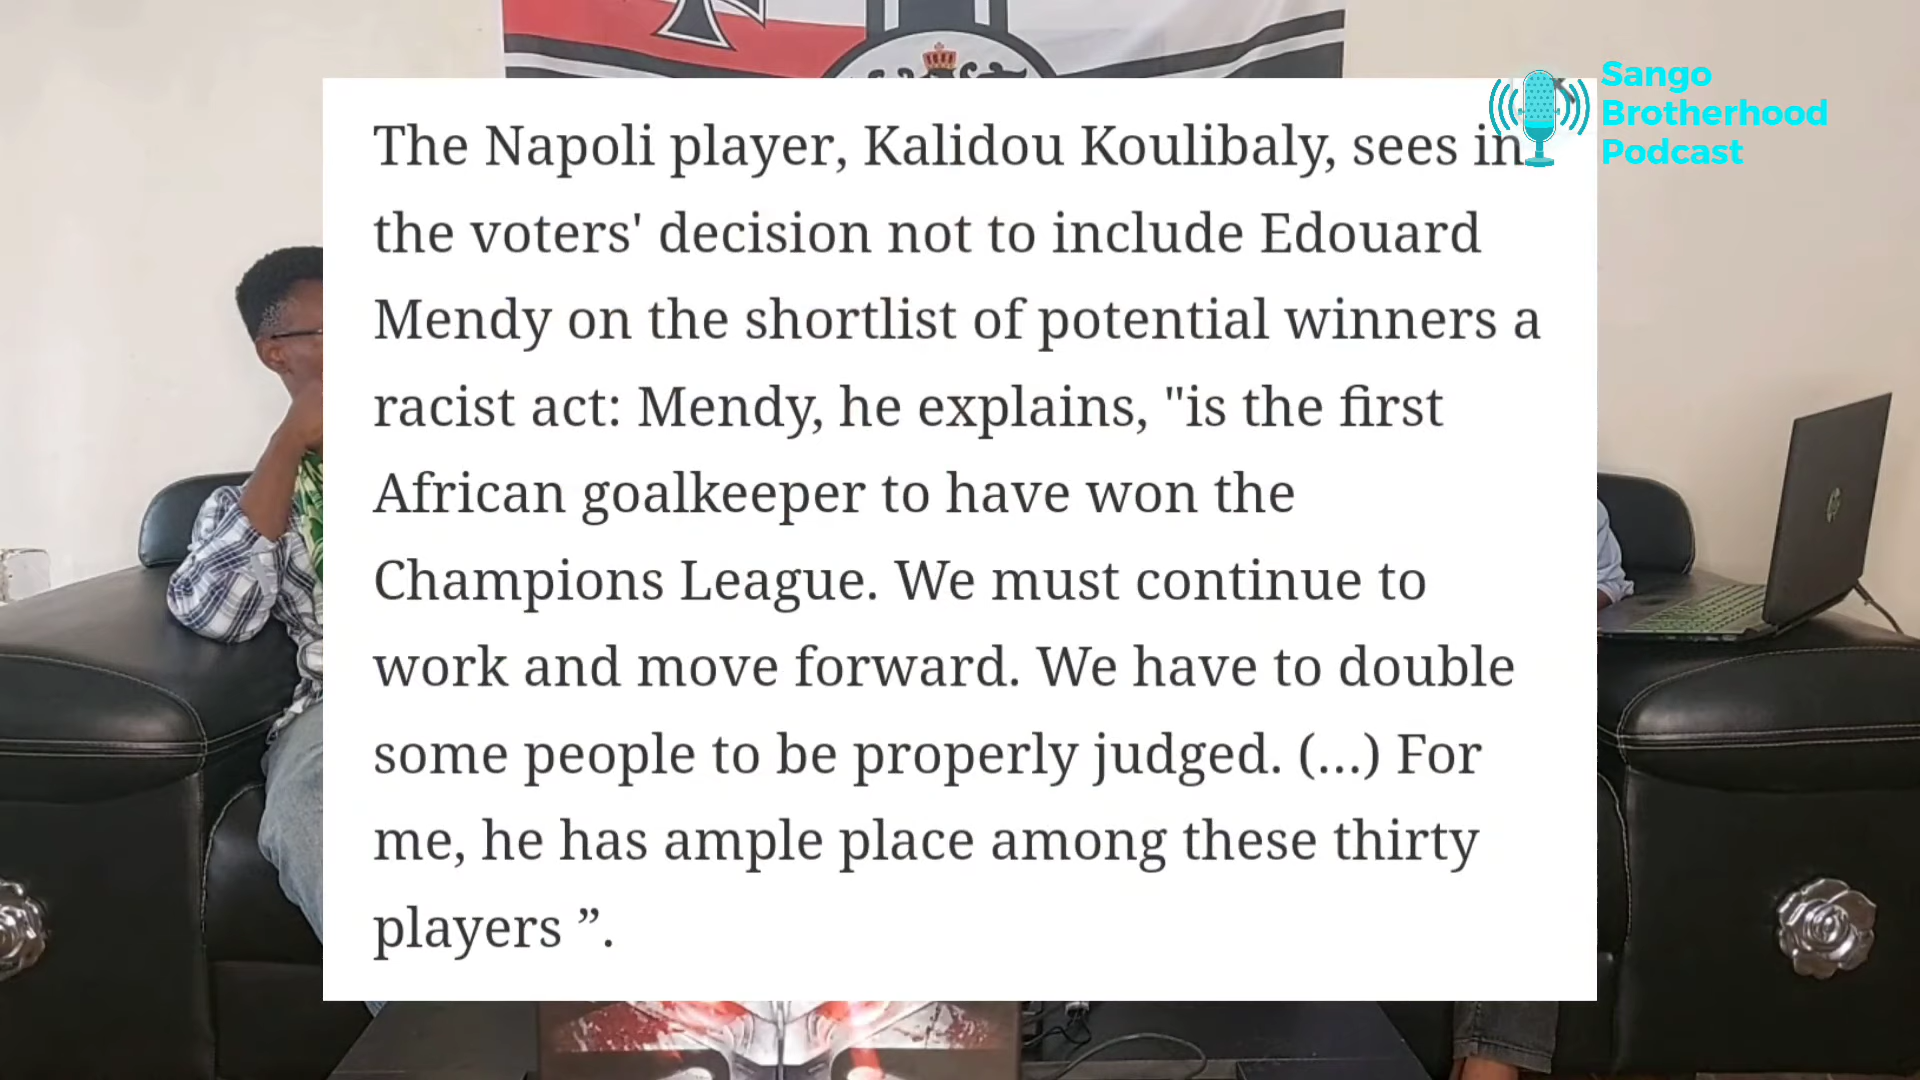 Sango
Brotherhood
Podcast
The Napoli player, Kalidou Koulibaly, sees in
the voters' decision not to include Edouard
Mendy on the shortlist of potential winners a
racist act: Mendy, he explains, "is the first
African goalkeeper to have won the
Champions League. We must continue to
work and move forward. We have to double
some people to be properly judged. (...) For
me, he has ample place among these thirty
players ”.